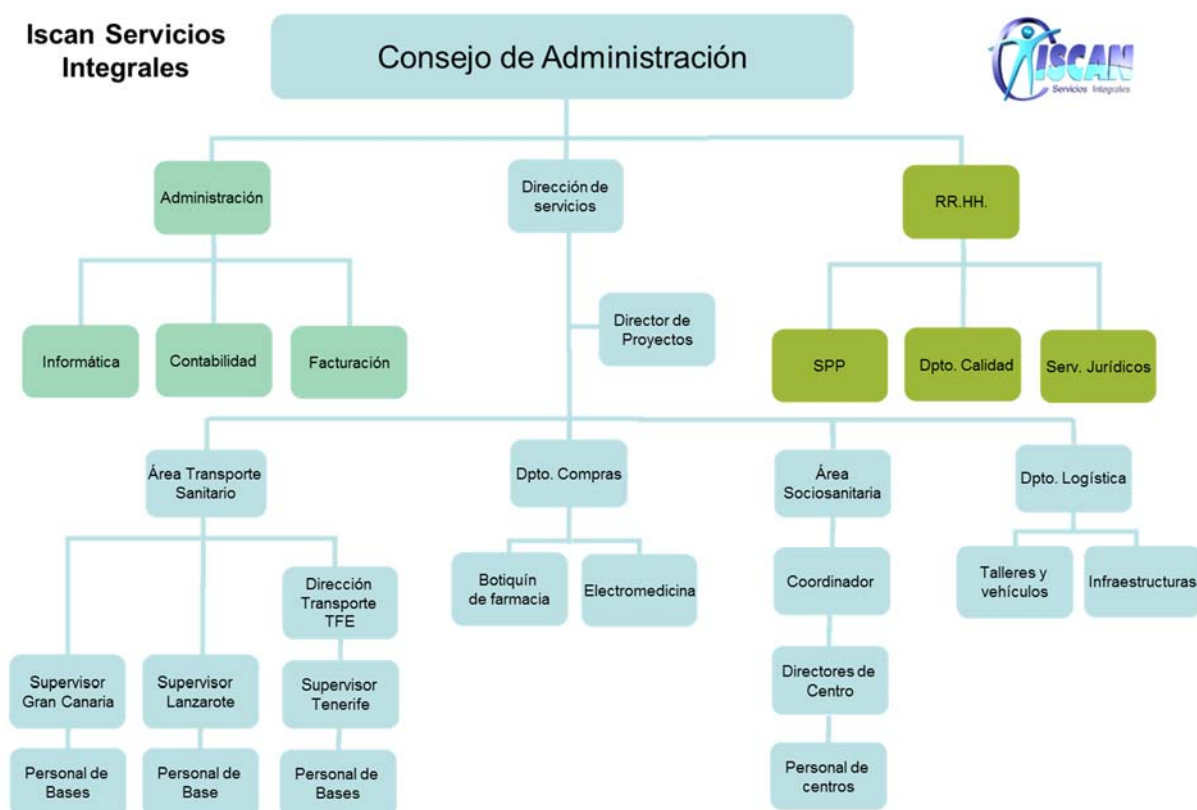 Iscan Servicios
Integrales
Consejo de Administración
ISCAN
Servicios Integrales
Administración
Dirección de
servicios
RR.HH.
Director de
Proyectos
Informática
Contabilidad
Facturación
SPP
Dpto. Calidad
Serv. Jurídicos
Área Transporte
Sanitario
Dpto. Compras
Área
Sociosanitaria
Dpto. Logística
Botiquín
de farmacia
Electromedicina
Coordinador
Talleres y
vehículos
Infraestructuras
Dirección
Transporte
TFE
Supervisor
Gran Canaria
Supervisor
Lanzarote
Supervisor
Tenerife
Directores de
Centro
Personal de
Bases
Personal de
Base
Personal de
Bases
Personal de
centros